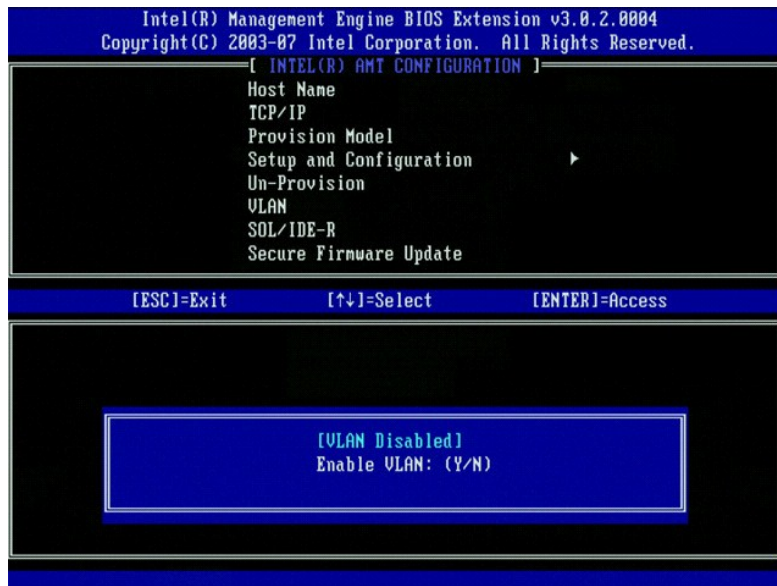 Intel(R) Management Engine BIOS Extension v3.0.2.0004
Copyright(C) 2003-07 Intel Corporation. All Rights Reserved.
[ INTEL(R) AMT CONFIGURATION ]
Host Name
TCP/IP
Provision Model
Setup and Configuration
Un-Provision
VLAN
SOL/IDE-R
Secure Firmware Update
[ESC]=Exit [↑↓]=Select [ENTER]=Access
[VLAN Disabled]
Enable VLAN: (Y/N)